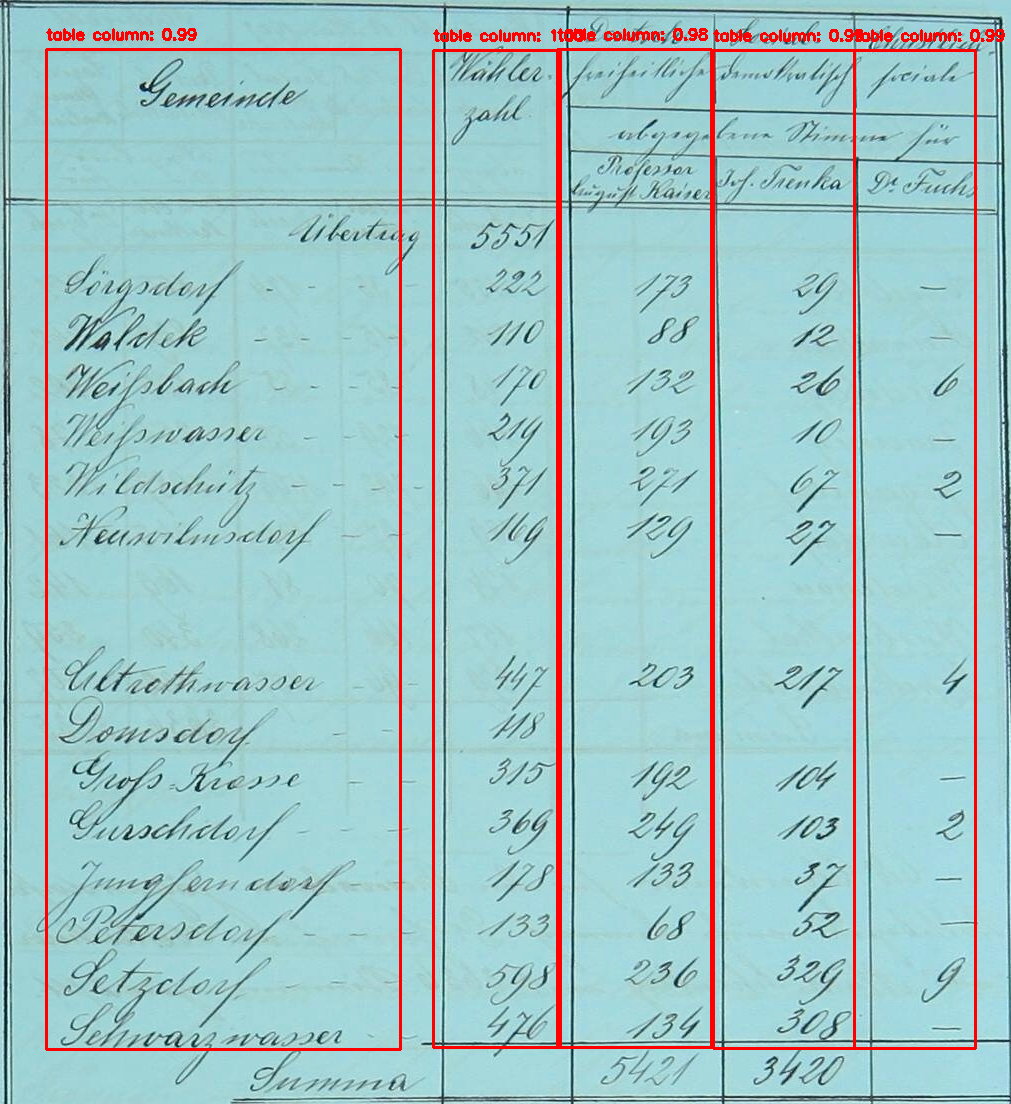 table column: 0.99 table column: 1.00 table column: 0.98 table column: 0.99 table column: 0.99
Gemeinde Wähler- zahl freiheitliche demokratisch sociale
abgegebene Stimme für
Professor August Kaiser Joh. Trenka Dr. Fuchs
Übertrag 5551
Sörgsdorf - - - - 222 173 29 —
Waldek - - - - 110 88 12 —
Weißbach - - - - 170 132 26 6
Weißwasser - - - 219 193 10 —
Wildschütz - - - - 371 271 67 2
Neuwilmsdorf - - 169 129 27 —
Altrothwasser - - 447 203 217 4
Domsdorf - - 118
Groß-Krosse - - 315 192 104 —
Gurschdorf - - - 369 249 103 2
Jungferndorf - - 178 133 37 —
Petersdorf - - - 133 68 52 —
Setzdorf - - - - 598 236 329 9
Schwarzwasser - - 476 134 308 —
Summa 5421 3420